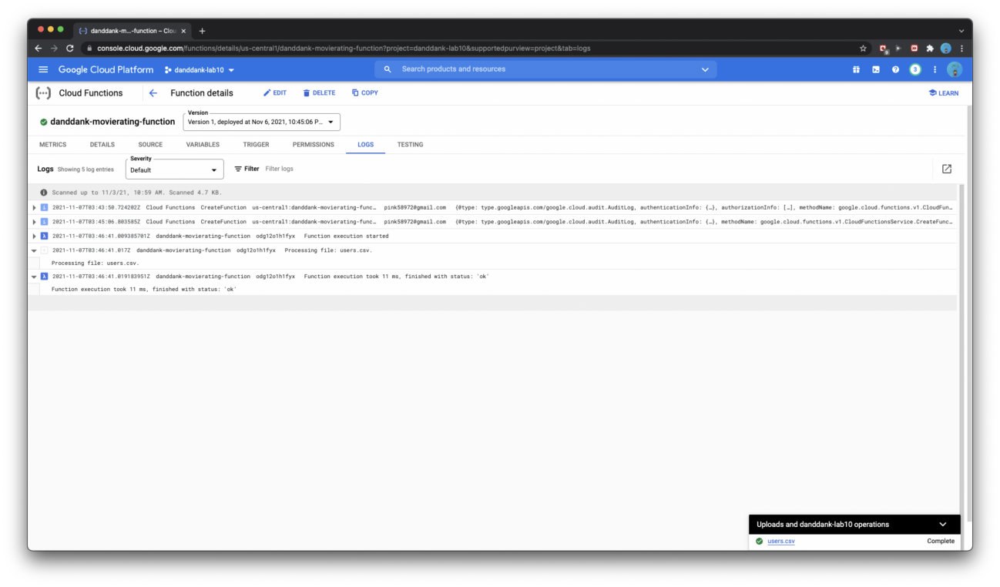 danddank-m...-function – Clou
console.cloud.google.com/functions/details/us-central1/danddank-movierating-function?project=danddank-lab10&supportedpurview=project&tab=logs
Google Cloud Platform danddank-lab10 Search products and resources 3
Cloud Functions Function details EDIT DELETE COPY LEARN
Version
danddank-movierating-function Version 1, deployed at Nov 6, 2021, 10:45:06 P...
METRICS DETAILS SOURCE VARIABLES TRIGGER PERMISSIONS LOGS TESTING
Severity
Logs Showing 5 log entries Default Filter Filter logs
Scanned up to 11/3/21, 10:59 AM. Scanned 4.7 KB.
i 2021-11-07T03:43:50.724202Z Cloud Functions CreateFunction us-central1:danddank-movierating-func… pink58972@gmail.com {@type: type.googleapis.com/google.cloud.audit.AuditLog, authenticationInfo: {…}, authorizationInfo: […], methodName: google.cloud.functions.v1.CloudFun…
i 2021-11-07T03:45:06.803585Z Cloud Functions CreateFunction us-central1:danddank-movierating-func… pink58972@gmail.com {@type: type.googleapis.com/google.cloud.audit.AuditLog, authenticationInfo: {…}, methodName: google.cloud.functions.v1.CloudFunctionsService.CreateFunc…
λ 2021-11-07T03:46:41.009385701Z danddank-movierating-function odg12o1h1fyx Function execution started
2021-11-07T03:46:41.017Z danddank-movierating-function odg12o1h1fyx Processing file: users.csv.
Processing file: users.csv.
λ 2021-11-07T03:46:41.019183951Z danddank-movierating-function odg12o1h1fyx Function execution took 11 ms, finished with status: 'ok'
Function execution took 11 ms, finished with status: 'ok'
Uploads and danddank-lab10 operations
users.csv Complete